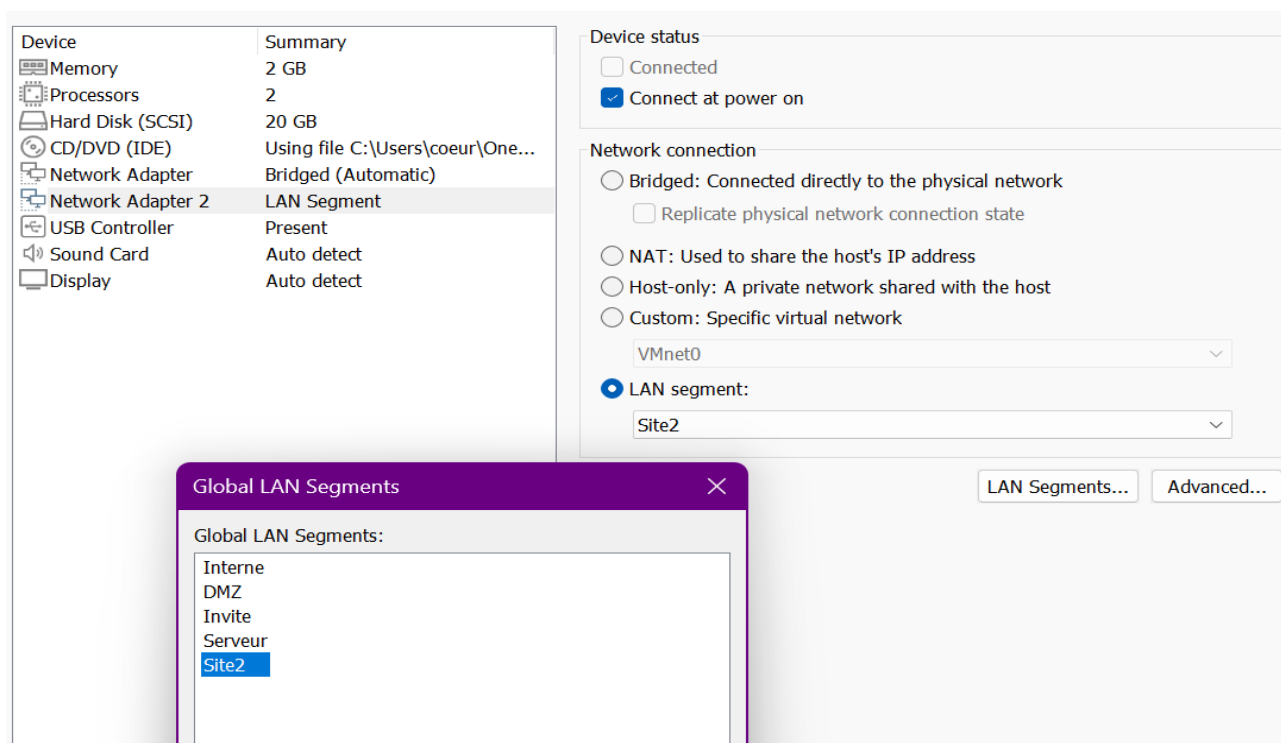 Device Summary
Memory 2 GB
Processors 2
Hard Disk (SCSI) 20 GB
CD/DVD (IDE) Using file C:\Users\coeur\One...
Network Adapter Bridged (Automatic)
Network Adapter 2 LAN Segment
USB Controller Present
Sound Card Auto detect
Display Auto detect
Device status
Connected
Connect at power on
Network connection
Bridged: Connected directly to the physical network
Replicate physical network connection state
NAT: Used to share the host's IP address
Host-only: A private network shared with the host
Custom: Specific virtual network
VMnet0
LAN segment:
Site2
LAN Segments... Advanced...
Global LAN Segments
Global LAN Segments:
Interne
DMZ
Invite
Serveur
Site2